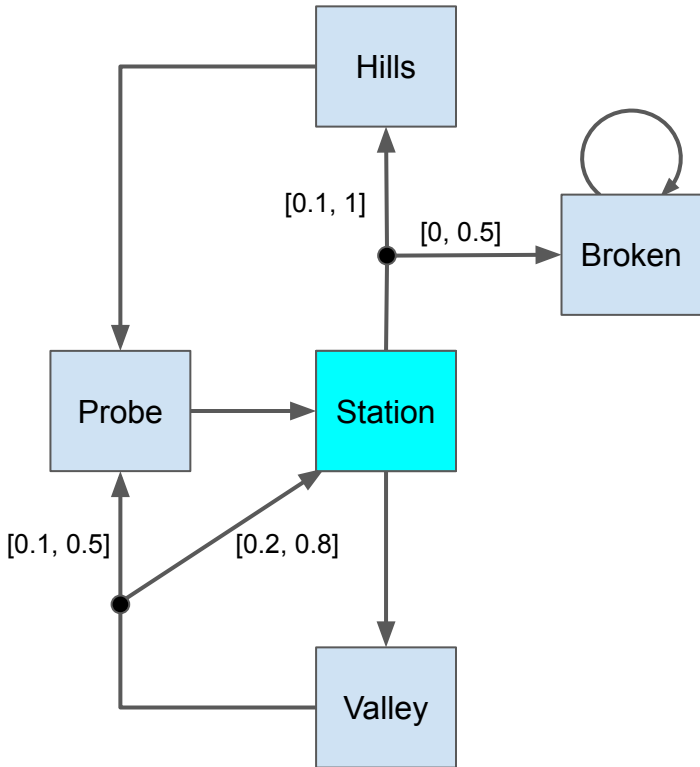 Hills
[0.1, 1]
[0, 0.5]
Broken
Probe
Station
[0.1, 0.5]
[0.2, 0.8]
Valley